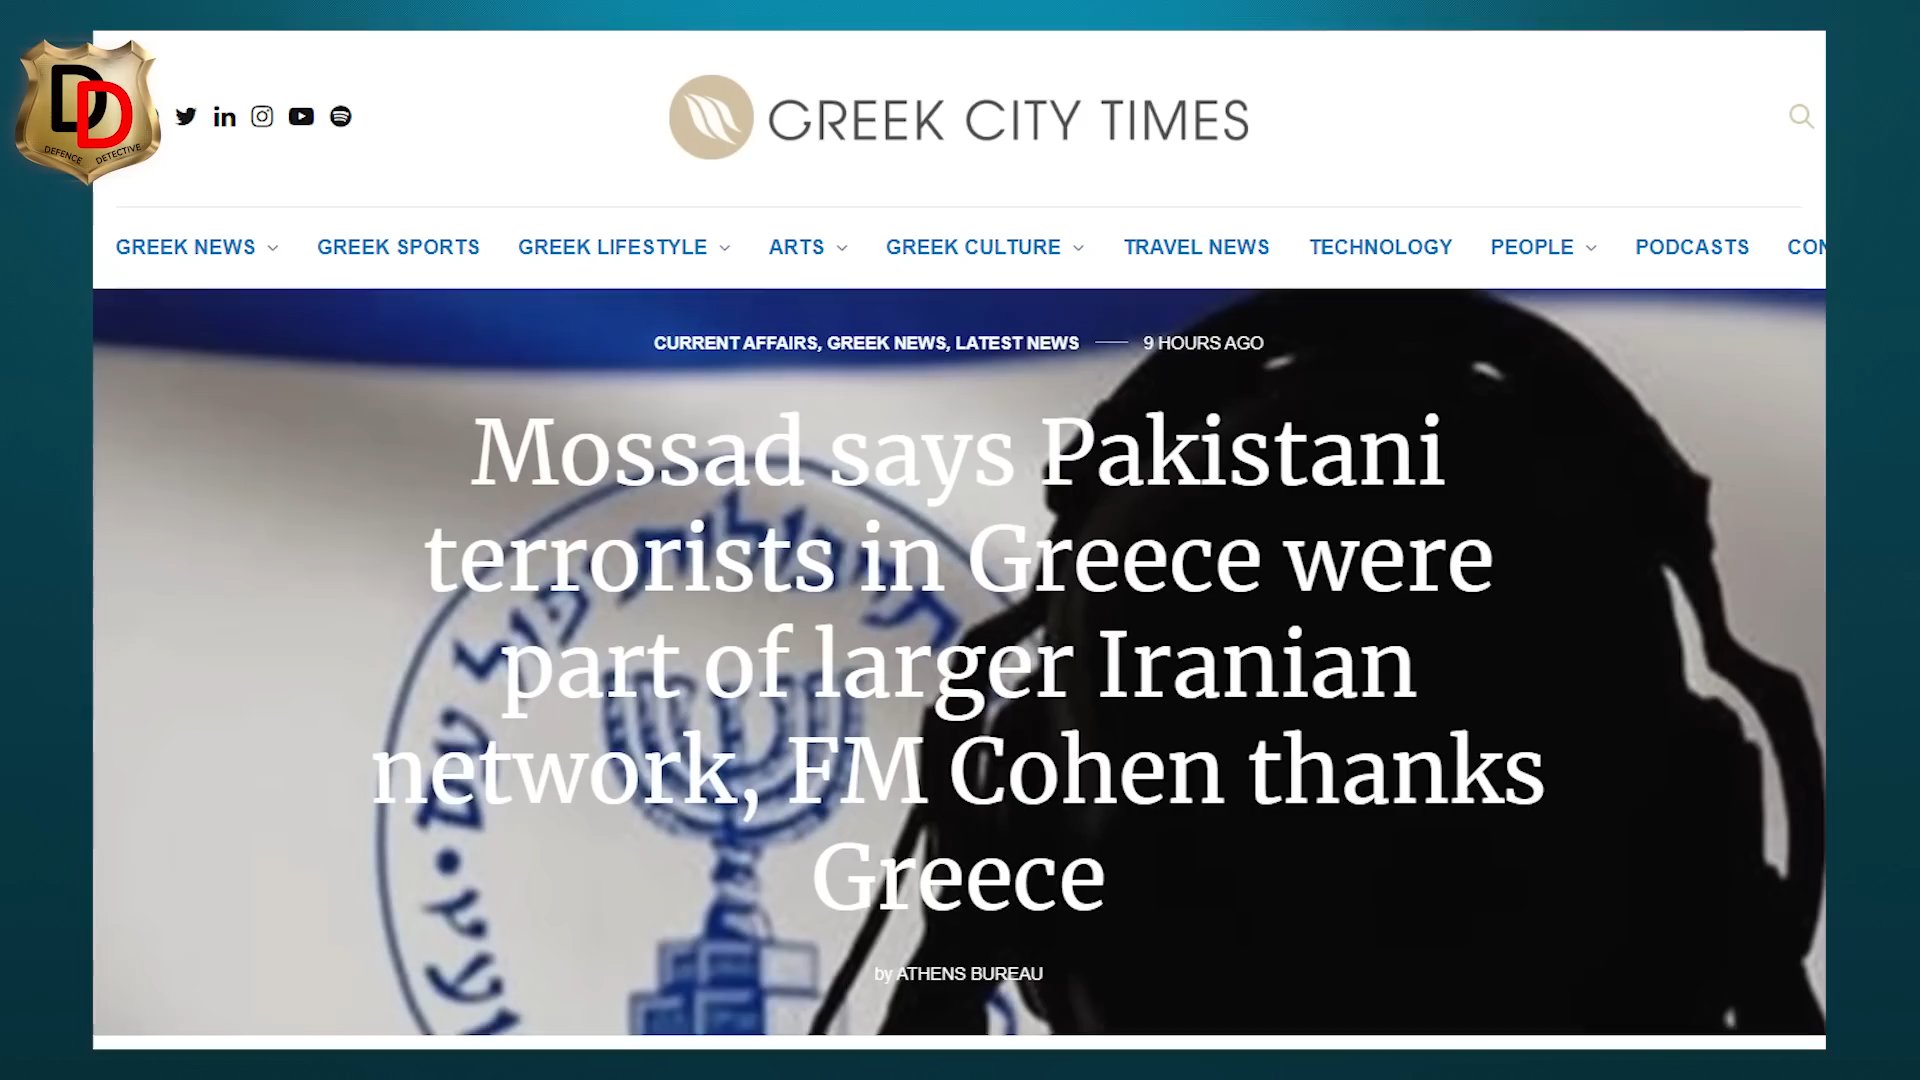 DD
DEFENCE DETECTIVE
GREEK CITY TIMES
GREEK NEWS GREEK SPORTS GREEK LIFESTYLE ARTS GREEK CULTURE TRAVEL NEWS TECHNOLOGY PEOPLE PODCASTS CON
CURRENT AFFAIRS, GREEK NEWS, LATEST NEWS — 9 HOURS AGO
Mossad says Pakistani
terrorists in Greece were
part of larger Iranian
network, FM Cohen thanks
Greece
by ATHENS BUREAU